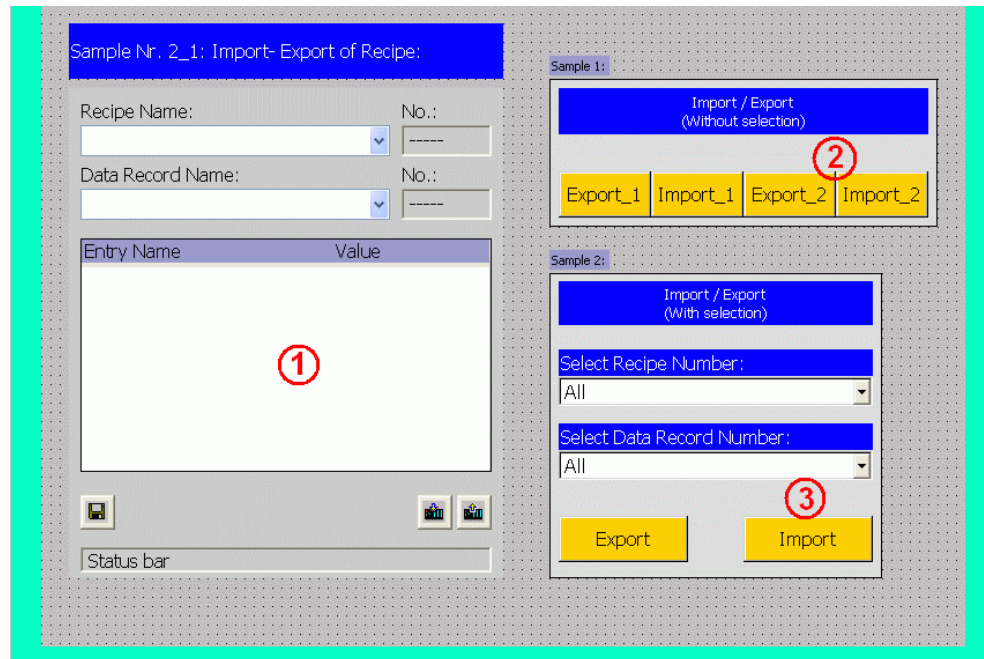 Sample Nr. 2_1: Import- Export of Recipe:
Recipe Name: No.:
-----
Data Record Name: No.:
-----
Entry Name Value
1
Status bar
Sample 1:
Import / Export
(Without selection)
2
Export_1 Import_1 Export_2 Import_2
Sample 2:
Import / Export
(With selection)
Select Recipe Number:
All
Select Data Record Number:
All
3
Export Import